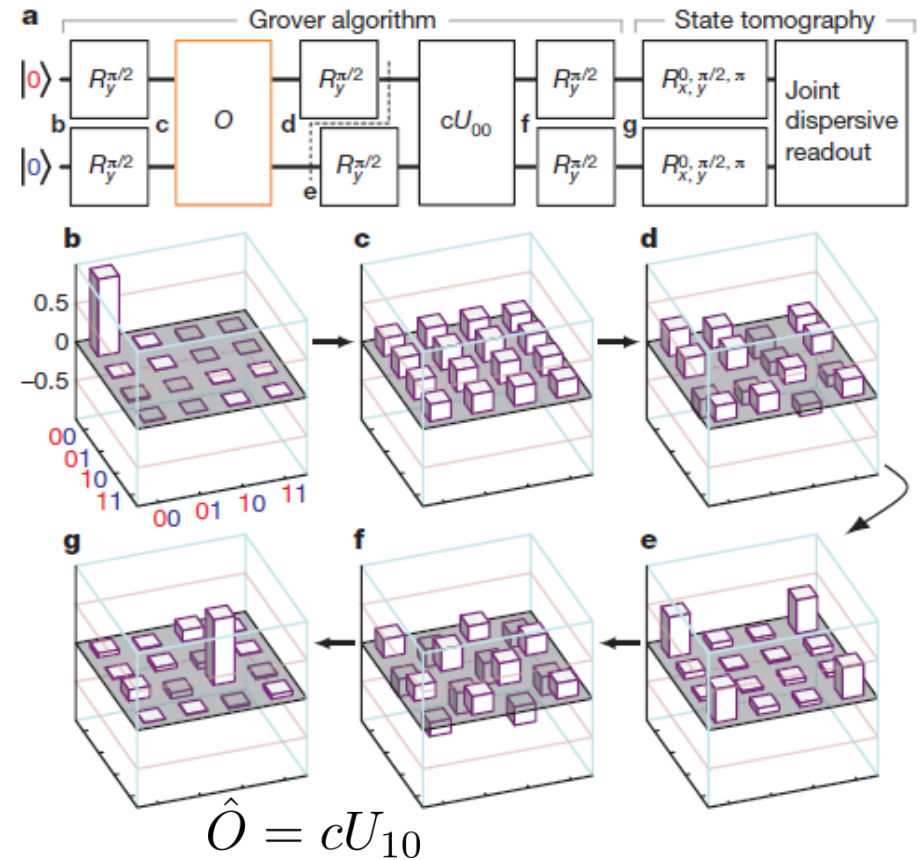 a Grover algorithm State tomography
|0⟩ R_y^{π/2} R_y^{π/2} R_y^{π/2} R_{x, y}^{0, π/2, π}
b c O d cU₀₀ f g Joint dispersive readout
|0⟩ R_y^{π/2} e R_y^{π/2} R_y^{π/2} R_{x, y}^{0, π/2, π}
b c d
0.5
0
−0.5
00
01
10
11
00 01 10 11
g f e
Ô = cU₁₀